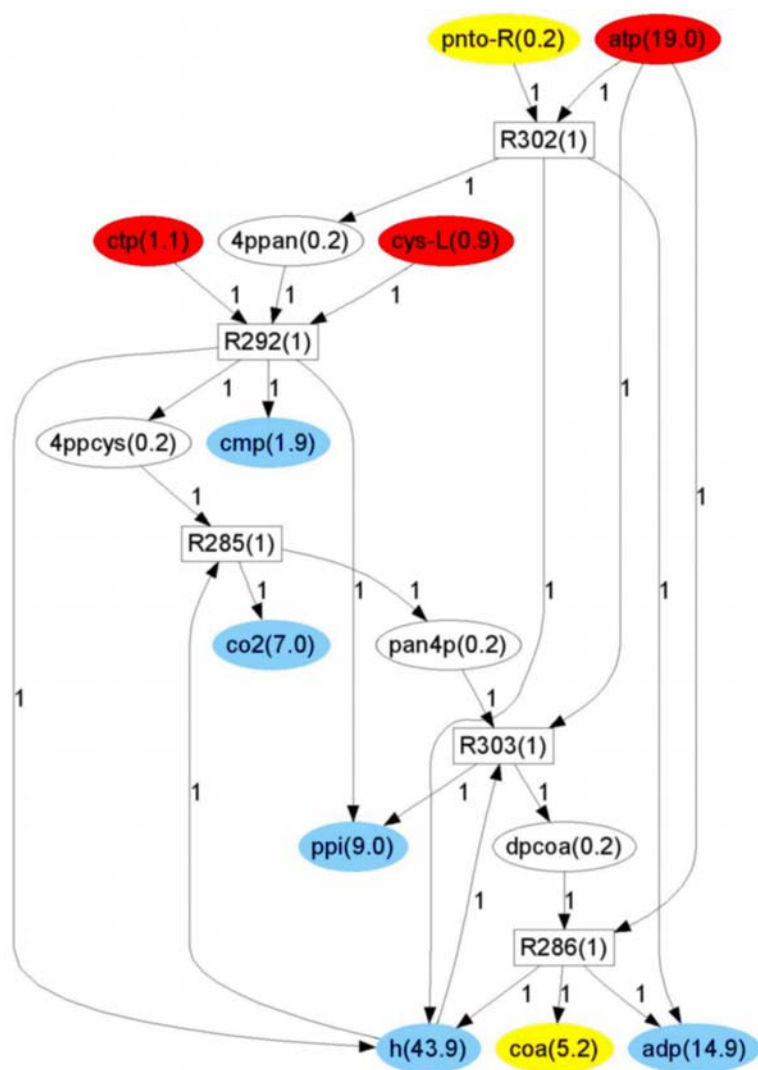 pnto-R(0.2) atp(19.0)
1 1
R302(1)
1
ctp(1.1) 4ppan(0.2) cys-L(0.9)
1 1 1
R292(1)
1 1 1
4ppcys(0.2) cmp(1.9)
1 1
R285(1)
1 1 1 1 1
co2(7.0) pan4p(0.2)
1 1
R303(1)
1 1 1
ppi(9.0) dpcoa(0.2)
1 1
R286(1)
1 1 1
h(43.9) coa(5.2) adp(14.9)